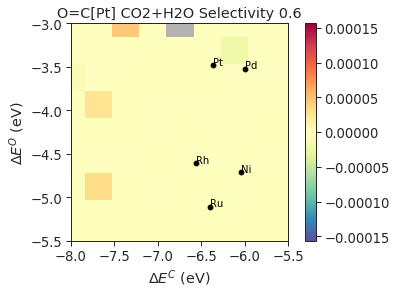 O=C[Pt] CO2+H2O Selectivity 0.6
−3.0
−3.5
−4.0
−4.5
−5.0
−5.5
ΔE^O (eV)
Pt
Pd
Rh
Ni
Ru
−8.0 −7.5 −7.0 −6.5 −6.0 −5.5
ΔE^C (eV)
0.00015
0.00010
0.00005
0.00000
−0.00005
−0.00010
−0.00015